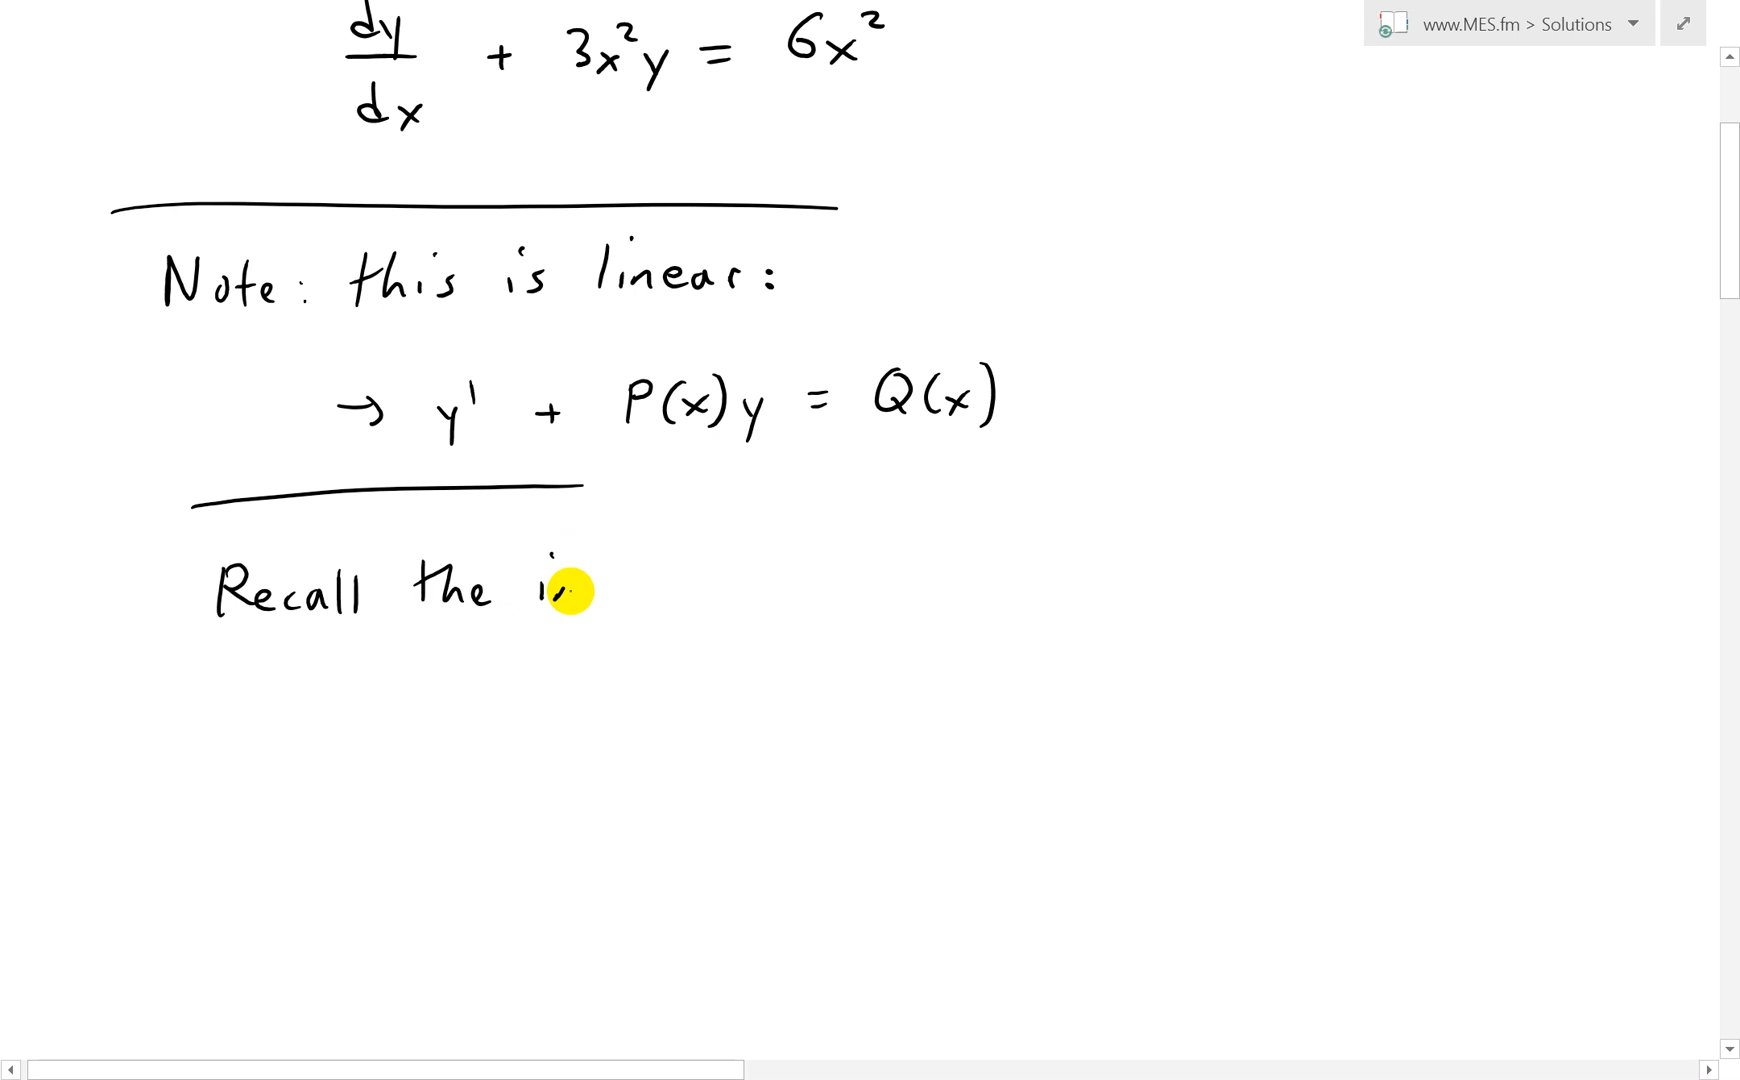 www.MES.fm > Solutions
dy/dx + 3x²y = 6x²
Note: this is linear:
→ y' + P(x)y = Q(x)
Recall the i